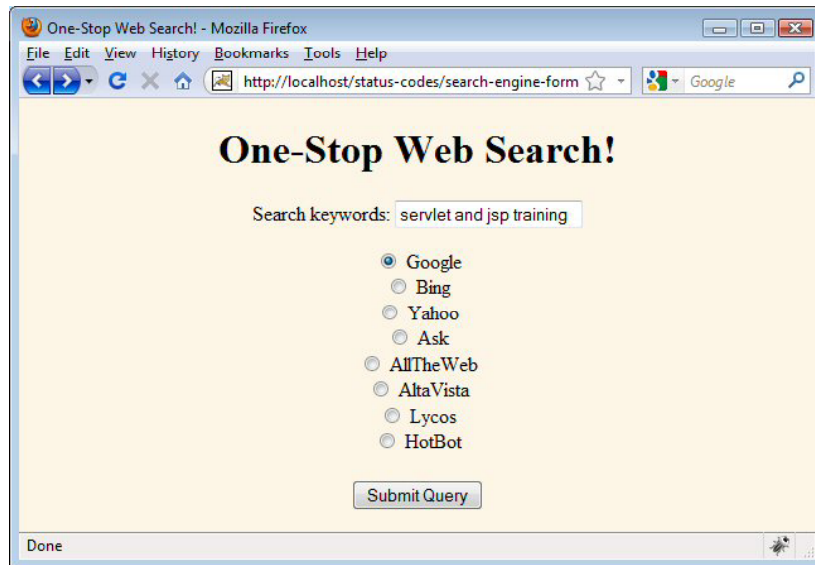 One-Stop Web Search! - Mozilla Firefox
File Edit View History Bookmarks Tools Help
http://localhost/status-codes/search-engine-form
Google
One-Stop Web Search!
Search keywords: servlet and jsp training
Google
Bing
Yahoo
Ask
AllTheWeb
AltaVista
Lycos
HotBot
Submit Query
Done